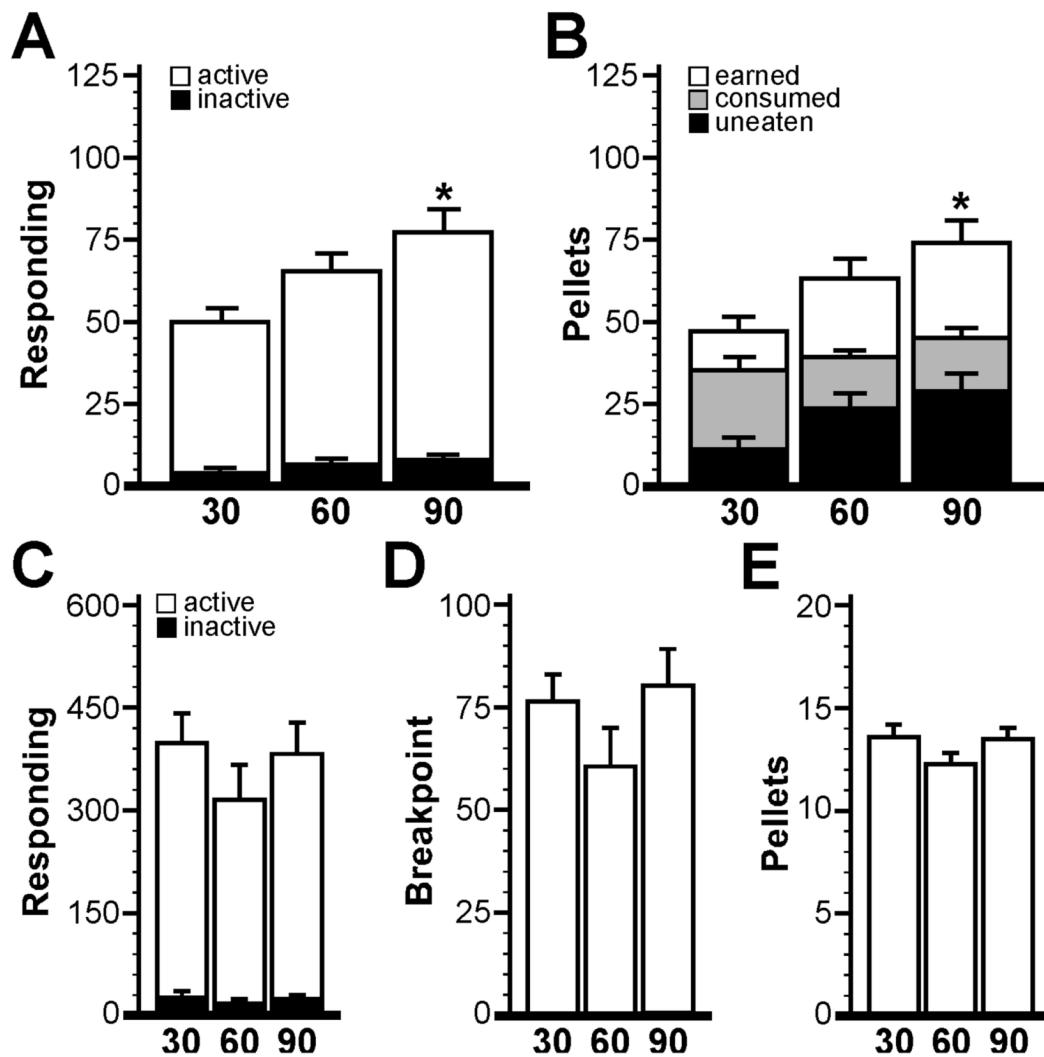 A
Responding
125
100
75
50
25
0
active
inactive
*
30 60 90
B
Pellets
125
100
75
50
25
0
earned
consumed
uneaten
*
30 60 90
C
Responding
600
450
300
150
0
active
inactive
30 60 90
D
Breakpoint
100
75
50
25
0
30 60 90
E
Pellets
20
15
10
5
0
30 60 90